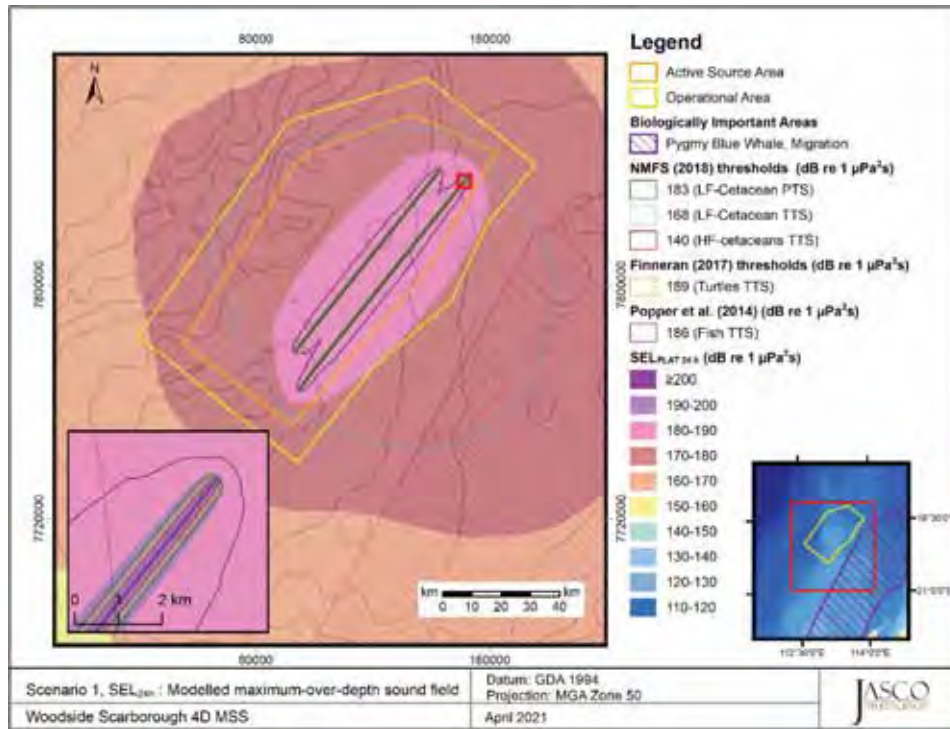 80000
180000
N
7800000
7720000
km
0 10 20 30 40
0
2 km
80000
180000
7800000
7720000
Legend
Active Source Area
Operational Area
Biologically Important Areas
Pygmy Blue Whale, Migration
NMFS (2018) thresholds (dB re 1 µPa²s)
183 (LF-Cetacean PTS)
168 (LF-Cetacean TTS)
140 (HF-cetaceans TTS)
Finneran (2017) thresholds (dB re 1 µPa²s)
189 (Turtles TTS)
Popper et al. (2014) (dB re 1 µPa²s)
186 (Fish TTS)
(dB re 1 µPa²s)
≥200
190-200
180-190
170-180
160-170
150-160
140-150
130-140
120-130
110-120
Scenario 1, SEL24h : Modelled maximum-over-depth sound field
Woodside Scarborough 4D MSS
Datum: GDA 1994
Projection: MGA Zone 50
April 2021
JASCO